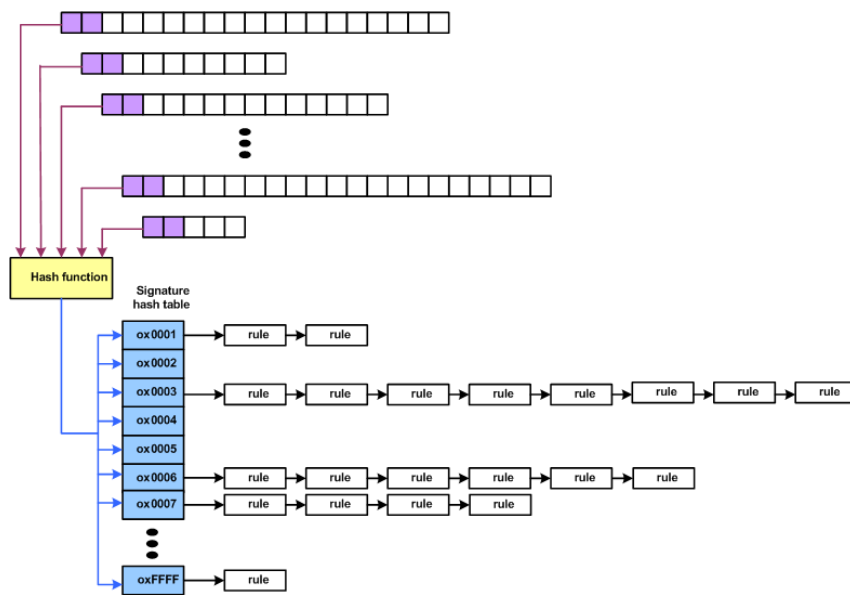 Hash function
Signature
hash table
ox0001 rule rule
ox0002
ox0003 rule rule rule rule rule rule rule rule
ox0004
ox0005
ox0006 rule rule rule rule rule rule
ox0007 rule rule rule rule
oxFFFF rule